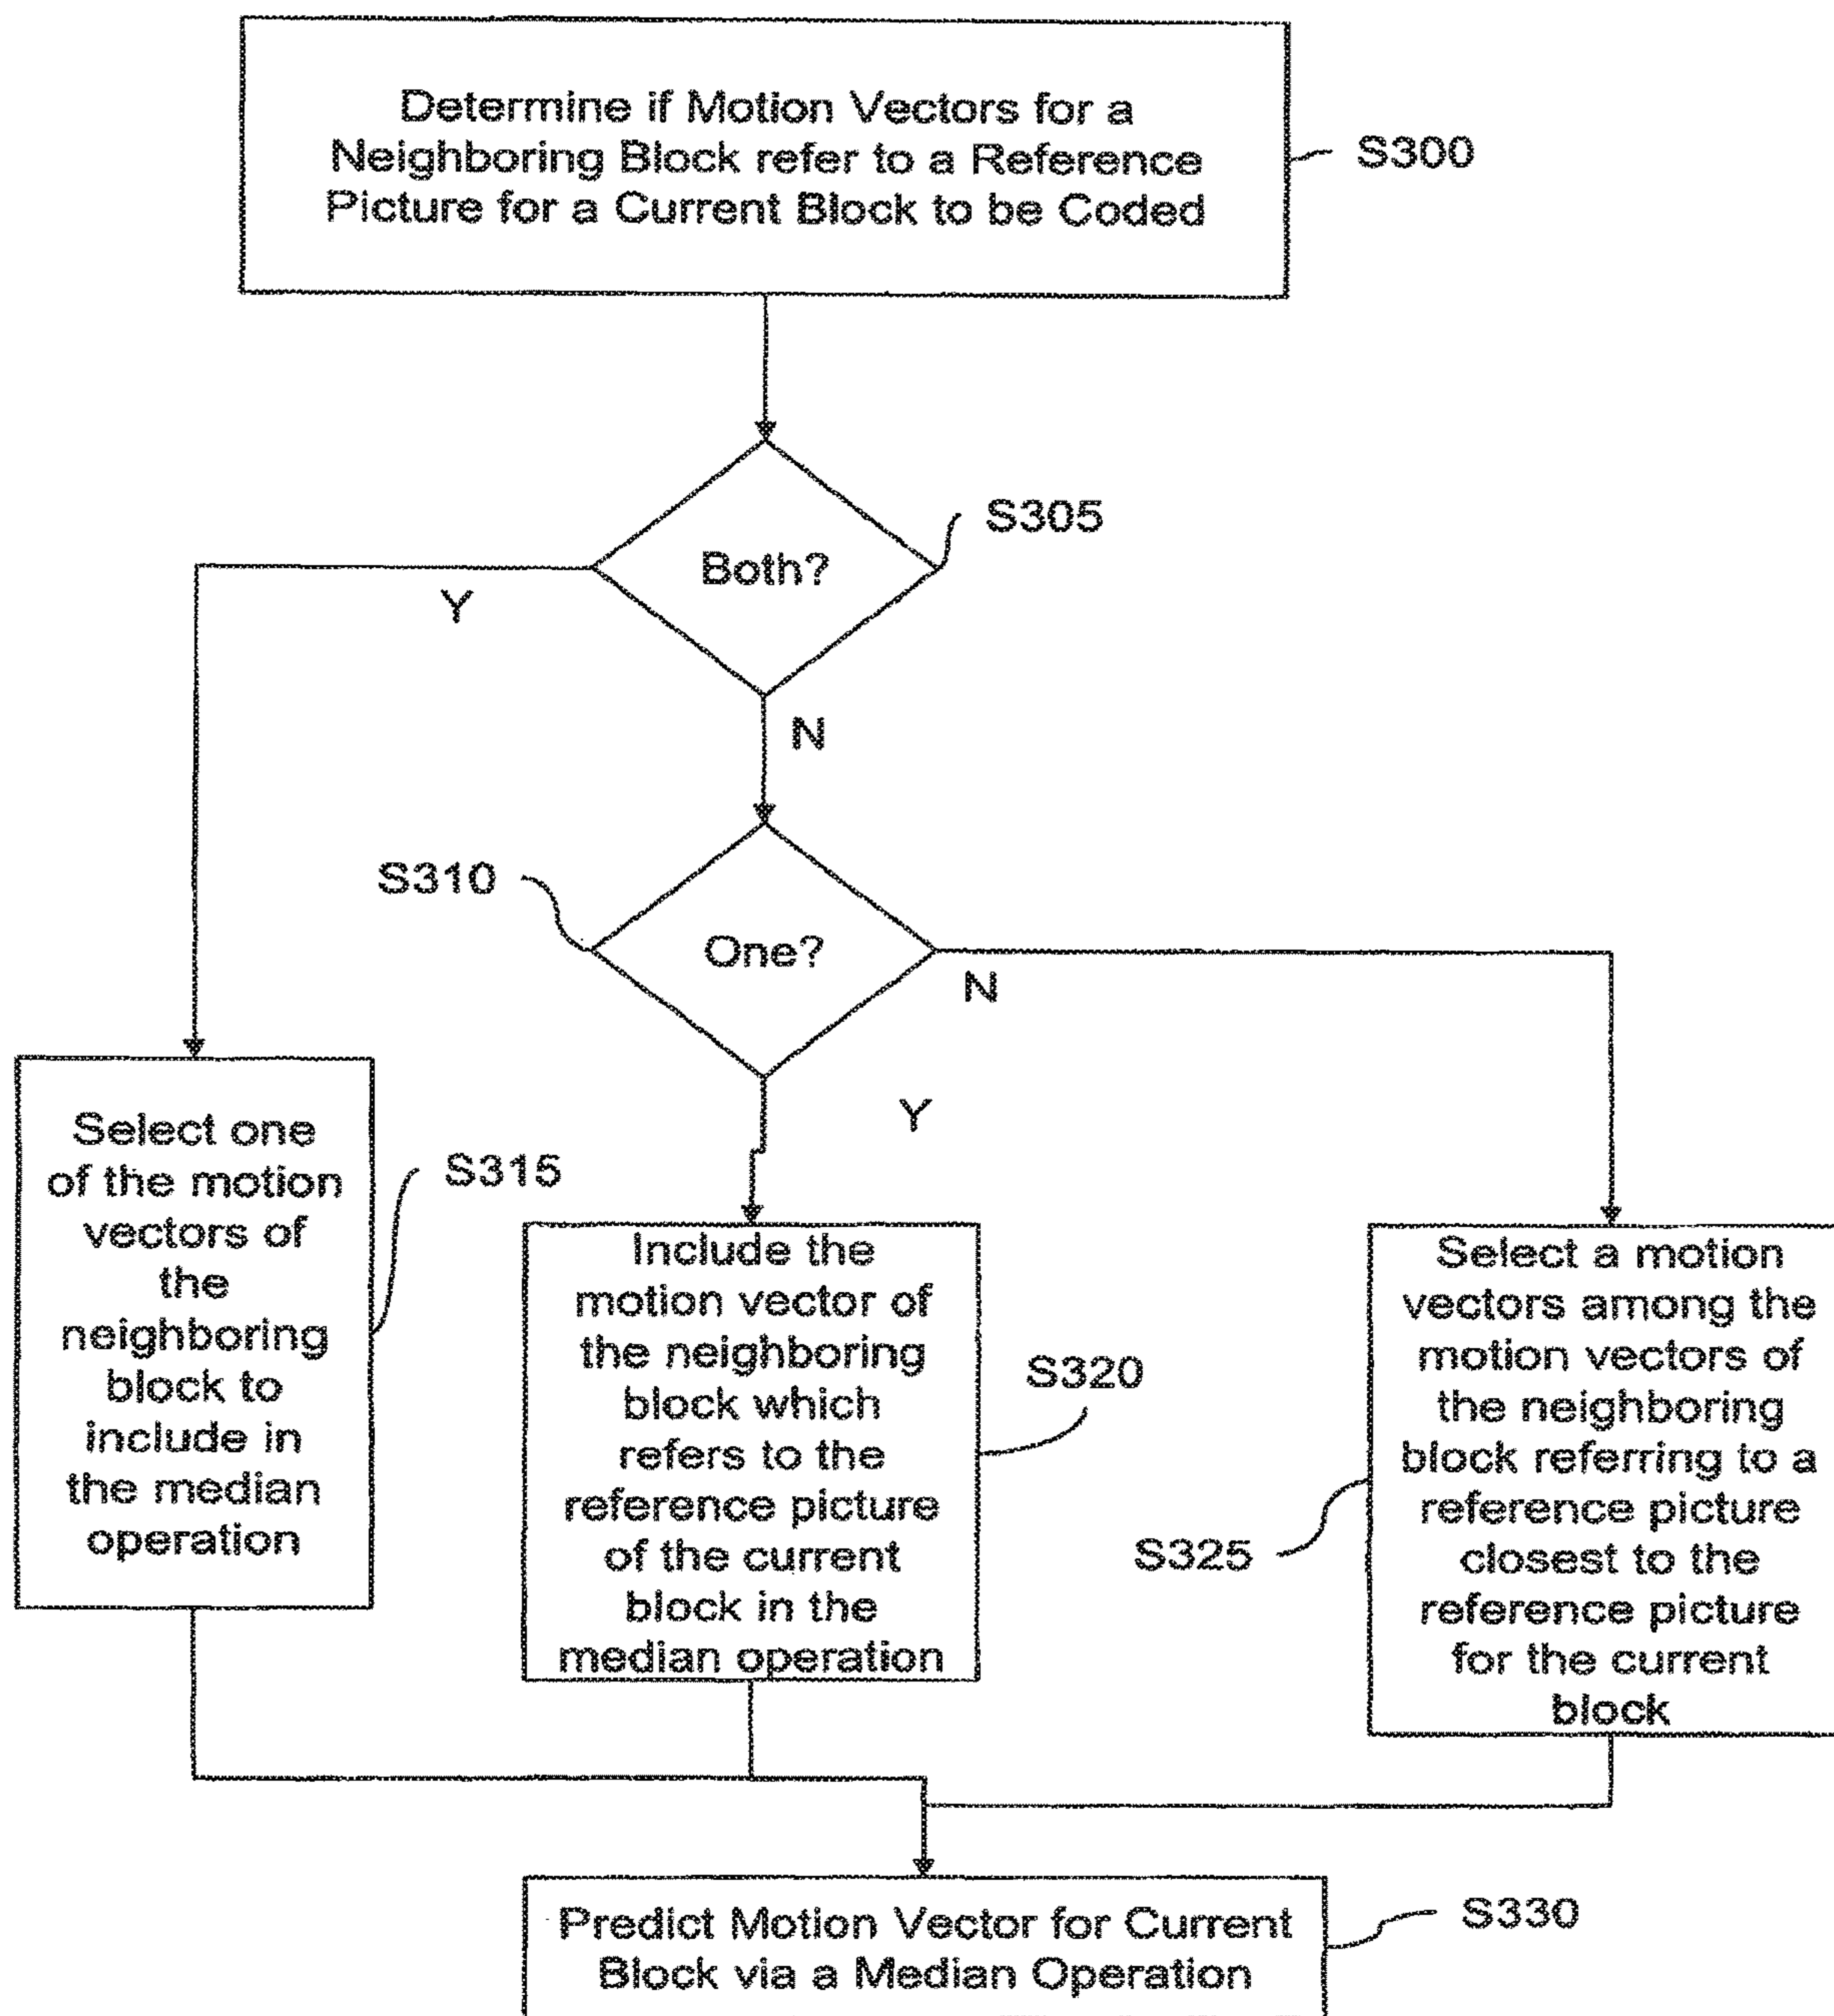 Determine if Motion Vectors for a
Neighboring Block refer to a Reference
Picture for a Current Block to be Coded
S300
S305
Both?
Y
N
S310
One?
N
Y
Select one
of the motion
vectors of
the
neighboring
block to
include in
the median
operation
S315
Include the
motion vector of
the neighboring
block which
refers to the
reference picture
of the current
block in the
median operation
S320
Select a motion
vectors among the
motion vectors of
the neighboring
block referring to a
reference picture
closest to the
reference picture
for the current
block
S325
Predict Motion Vector for Current
Block via a Median Operation
S330